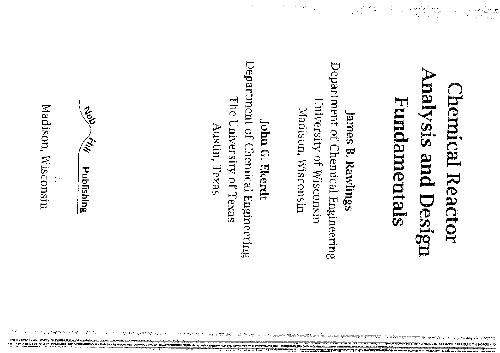 Chemical Reactor
Analysis and Design
Fundamentals
James B. Rawlings
Department of Chemical Engineering
University of Wisconsin
Madison, Wisconsin
John G. Ekerdt
Department of Chemical Engineering
The University of Texas
Austin, Texas
Nob Hill Publishing
Madison, Wisconsin